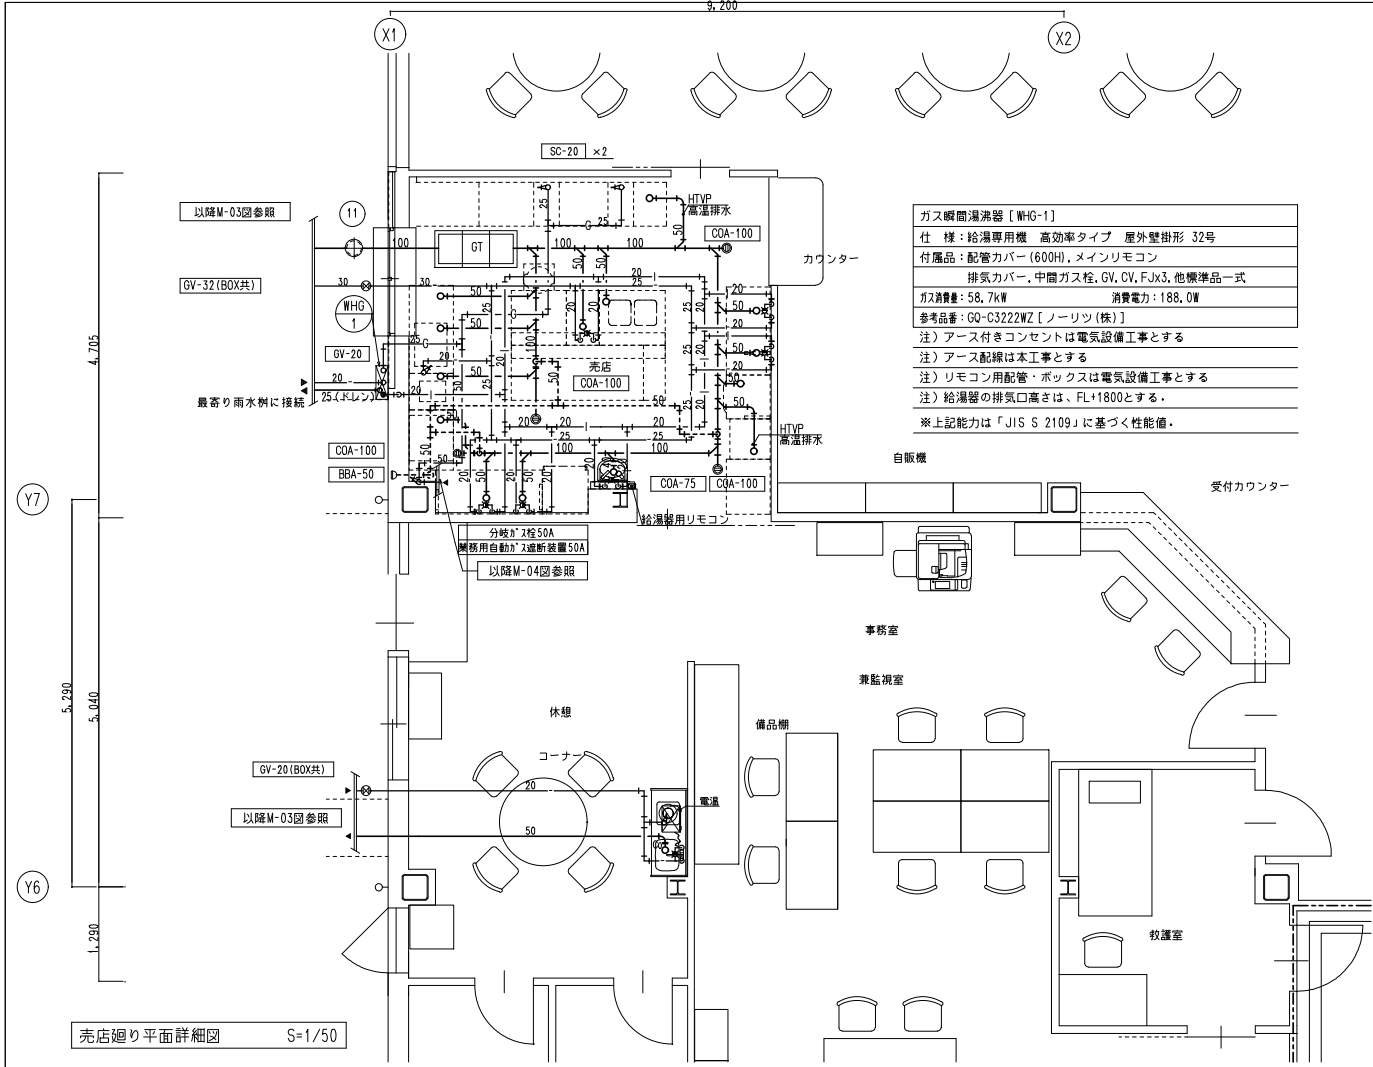 9,200
X1
X2
SC-20 ×2
以降M-03図参照
11
100
HTVP
高温排水
COA-100
GT
100
100
カウンター
GV-32(BOX共)
30
30
WHG
1
GV-20
20
25(ドレン)
最寄り雨水桝に接続
売店
COA-100
COA-100
BBA-50
HTVP
高温排水
COA-75
COA-100
給湯器用リモコン
分岐ガス栓50A
業務用自動ガス遮断装置50A
以降M-04図参照
ガス瞬間湯沸器 [WHG-1]
仕 様：給湯専用機 高効率タイプ 屋外壁掛形 32号
付属品：配管カバー(600H)，メインリモコン
排気カバー，中間ガス栓，GV，CV，FJx3，他標準品一式
ガス消費量：58.7kW 消費電力：188.0W
参考品番：GQ-C3222WZ [ノーリツ(株)]
注）アース付きコンセントは電気設備工事とする
注）アース配線は本工事とする
注）リモコン用配管・ボックスは電気設備工事とする
注）給湯器の排気口高さは、FL+1800とする．
※上記能力は「JIS S 2109」に基づく性能値．
自販機
受付カウンター
4,705
Y7
5,290
5,040
事務室
兼監視室
休憩
コーナー
備品棚
GV-20(BOX共)
20
電温
以降M-03図参照
50
Y6
1,290
救護室
売店廻り平面詳細図 S=1/50